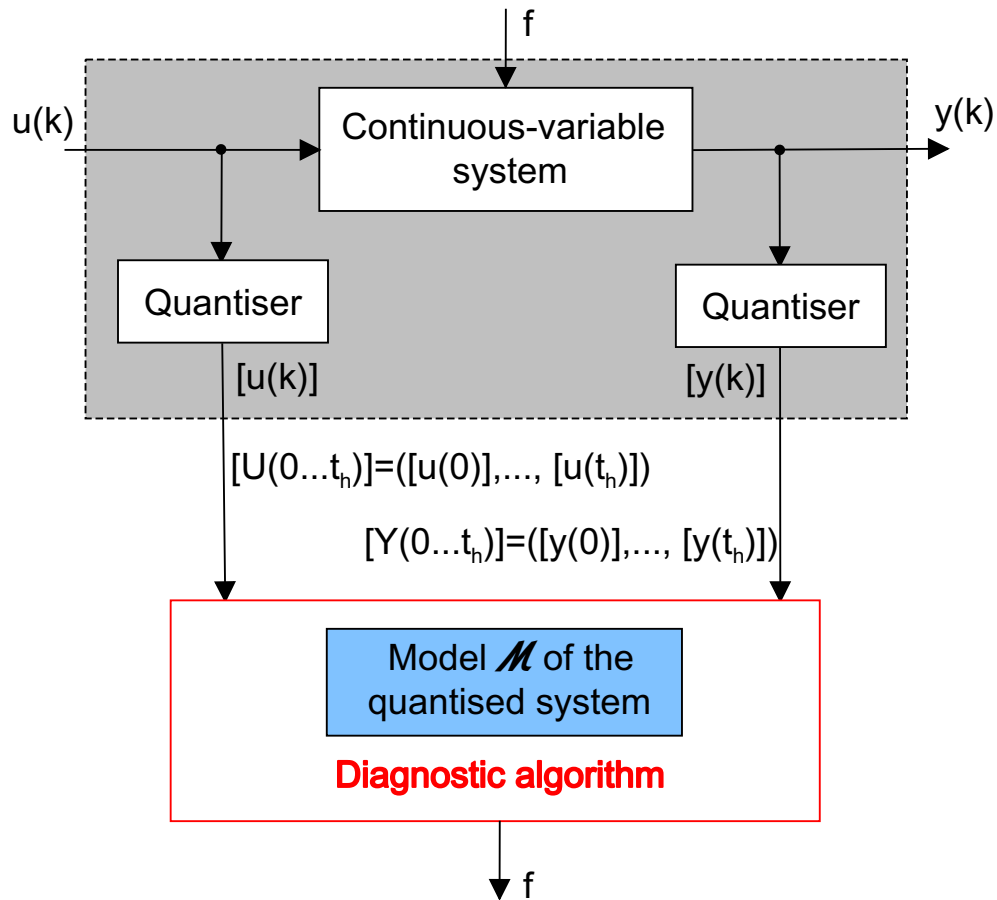 f
u(k)
Continuous-variable
system
y(k)
Quantiser
Quantiser
[u(k)]
[y(k)]
[U(0...tₕ)]=([u(0)],..., [u(tₕ)])
[Y(0...tₕ)]=([y(0)],..., [y(tₕ)])
Model ℳ of the
quantised system
Diagnostic algorithm
f